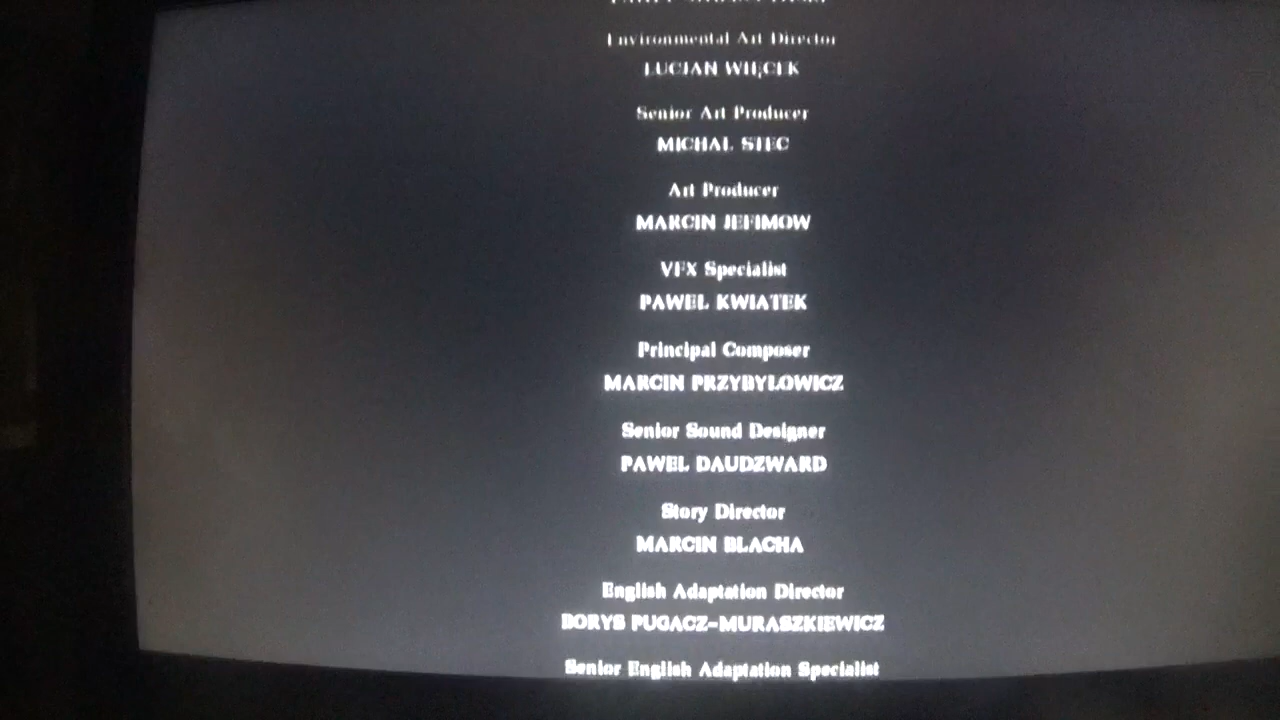 Environmental Art Director
LUCJAN WIĘCEK
Senior Art Producer
MICHAL STEC
Art Producer
MARCIN JEFIMOW
VFX Specialist
PAWEL KWIATEK
Principal Composer
MARCIN PRZYBYLOWICZ
Senior Sound Designer
PAWEL DAUDZWARD
Story Director
MARCIN BLACHA
English Adaptation Director
BORYS PUGACZ-MURASZKIEWICZ
Senior English Adaptation Specialist